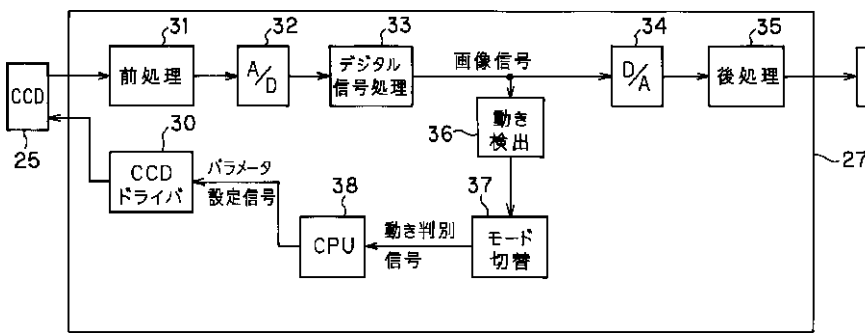 31
32
33
34
35
CCD
前処理
A/D
デジタル
信号処理
画像信号
D/A
後処理
25
30
36
動き
検出
27
CCD
ドライバ
パラメータ
設定信号
38
37
CPU
動き判別
信号
モード
切替